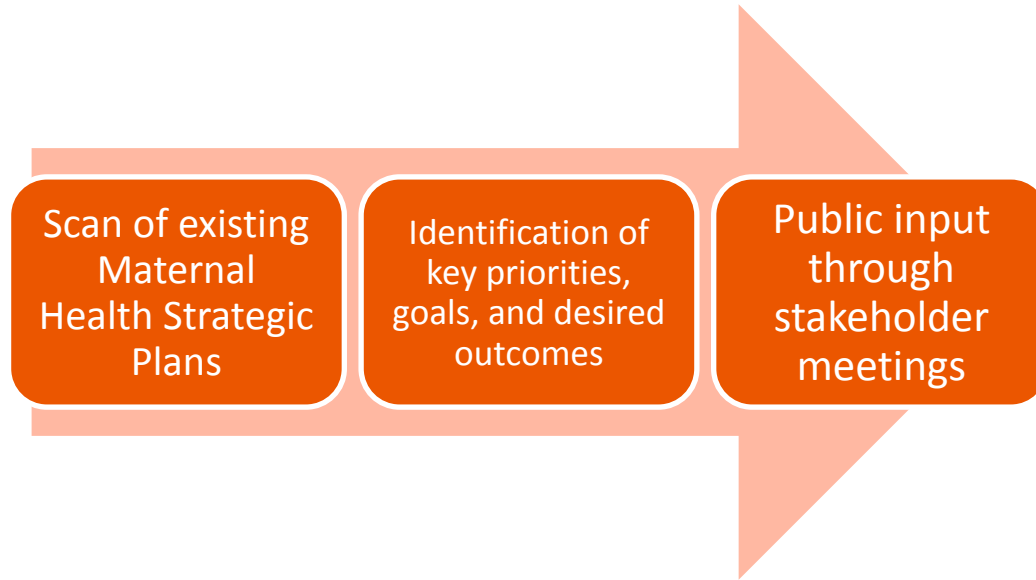 Scan of existing
Maternal
Health Strategic
Plans
Identification of
key priorities,
goals, and desired
outcomes
Public input
through
stakeholder
meetings